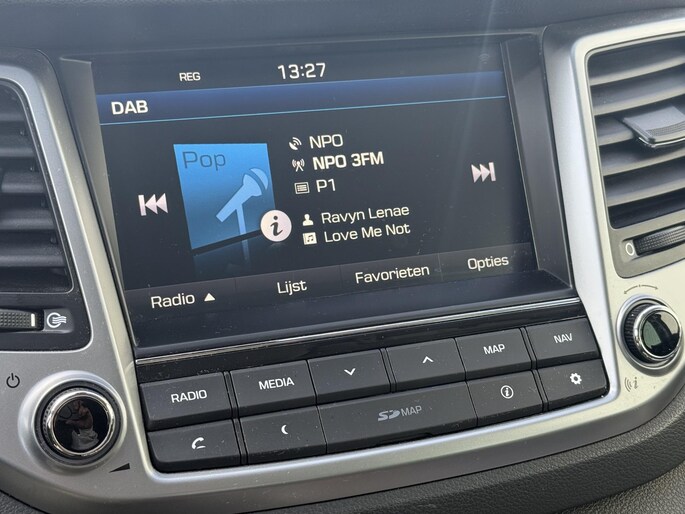 REG 13:27
DAB
Pop
NPO
NPO 3FM
P1
i
Ravyn Lenae
Love Me Not
Radio ▲ Lijst Favorieten Opties
RADIO MEDIA MAP NAV
SD MAP i
i